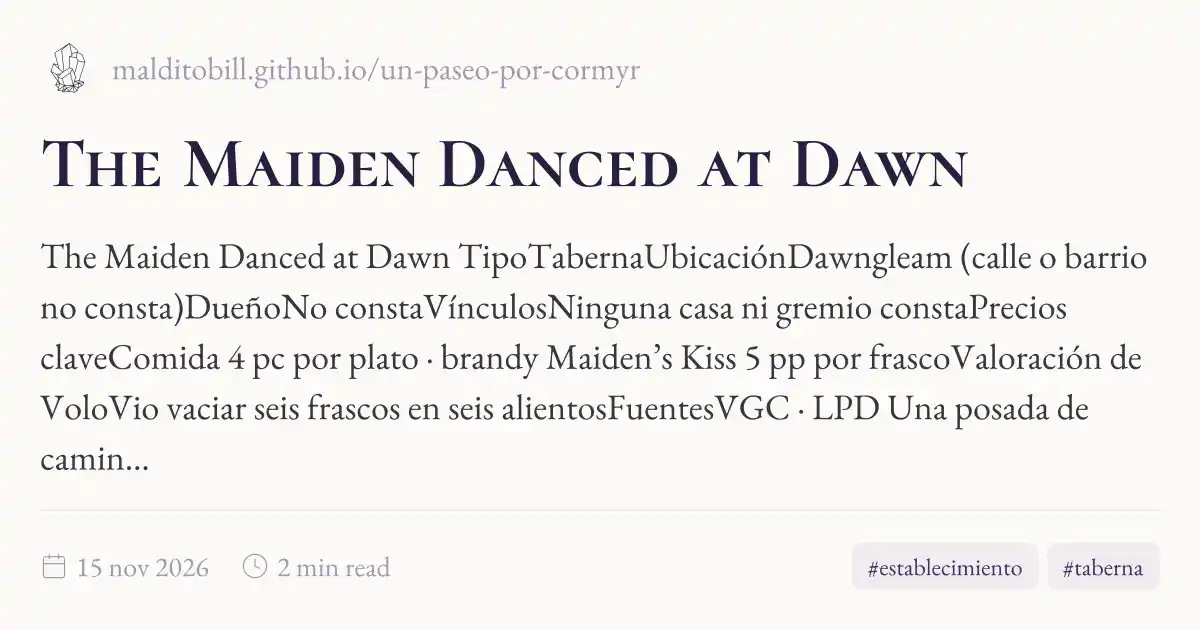 malditobill.github.io/un-paseo-por-cormyr
The Maiden Danced at Dawn
The Maiden Danced at Dawn TipoTabernaUbicaciónDawngleam (calle o barrio
no consta)DueñoNo constaVínculosNinguna casa ni gremio constaPrecios
claveComida 4 pc por plato · brandy Maiden’s Kiss 5 pp por frascoValoración de
VoloVio vaciar seis frascos en seis alientosFuentesVGC · LPD Una posada de
camin...
15 nov 2026
2 min read
#establecimiento
#taberna